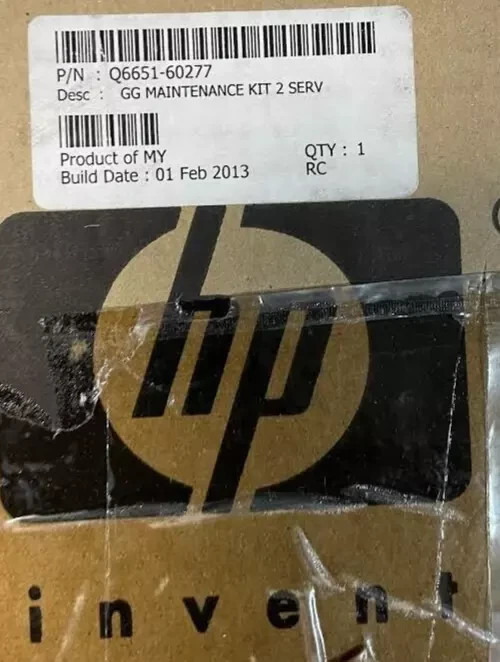 P/N : Q6651-60277
Desc : GG MAINTENANCE KIT 2 SERV
Product of MY
Build Date : 01 Feb 2013
QTY : 1
RC
hp
invent